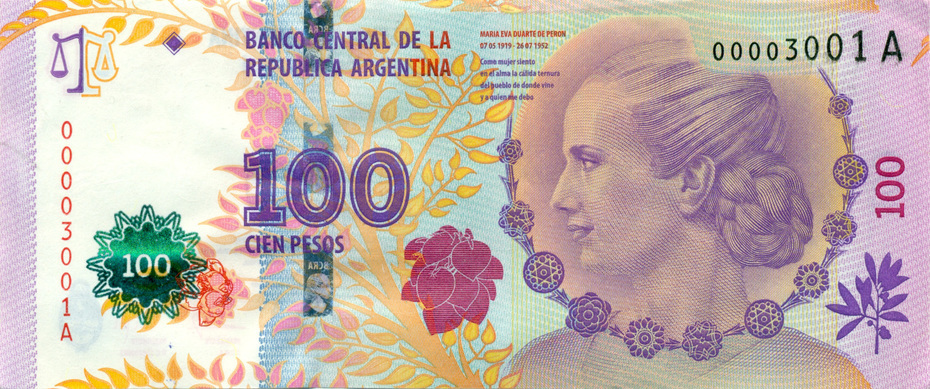 BANCO CENTRAL DE LA
REPUBLICA ARGENTINA
MARIA EVA DUARTE DE PERON
07 05 1919 - 26 07 1952
Como mujer siento
en el alma la cálida ternura
del pueblo de donde vine
y a quien me debo
00003001 A
100
CIEN PESOS
100
100
00003001A
BCRA
BCRA